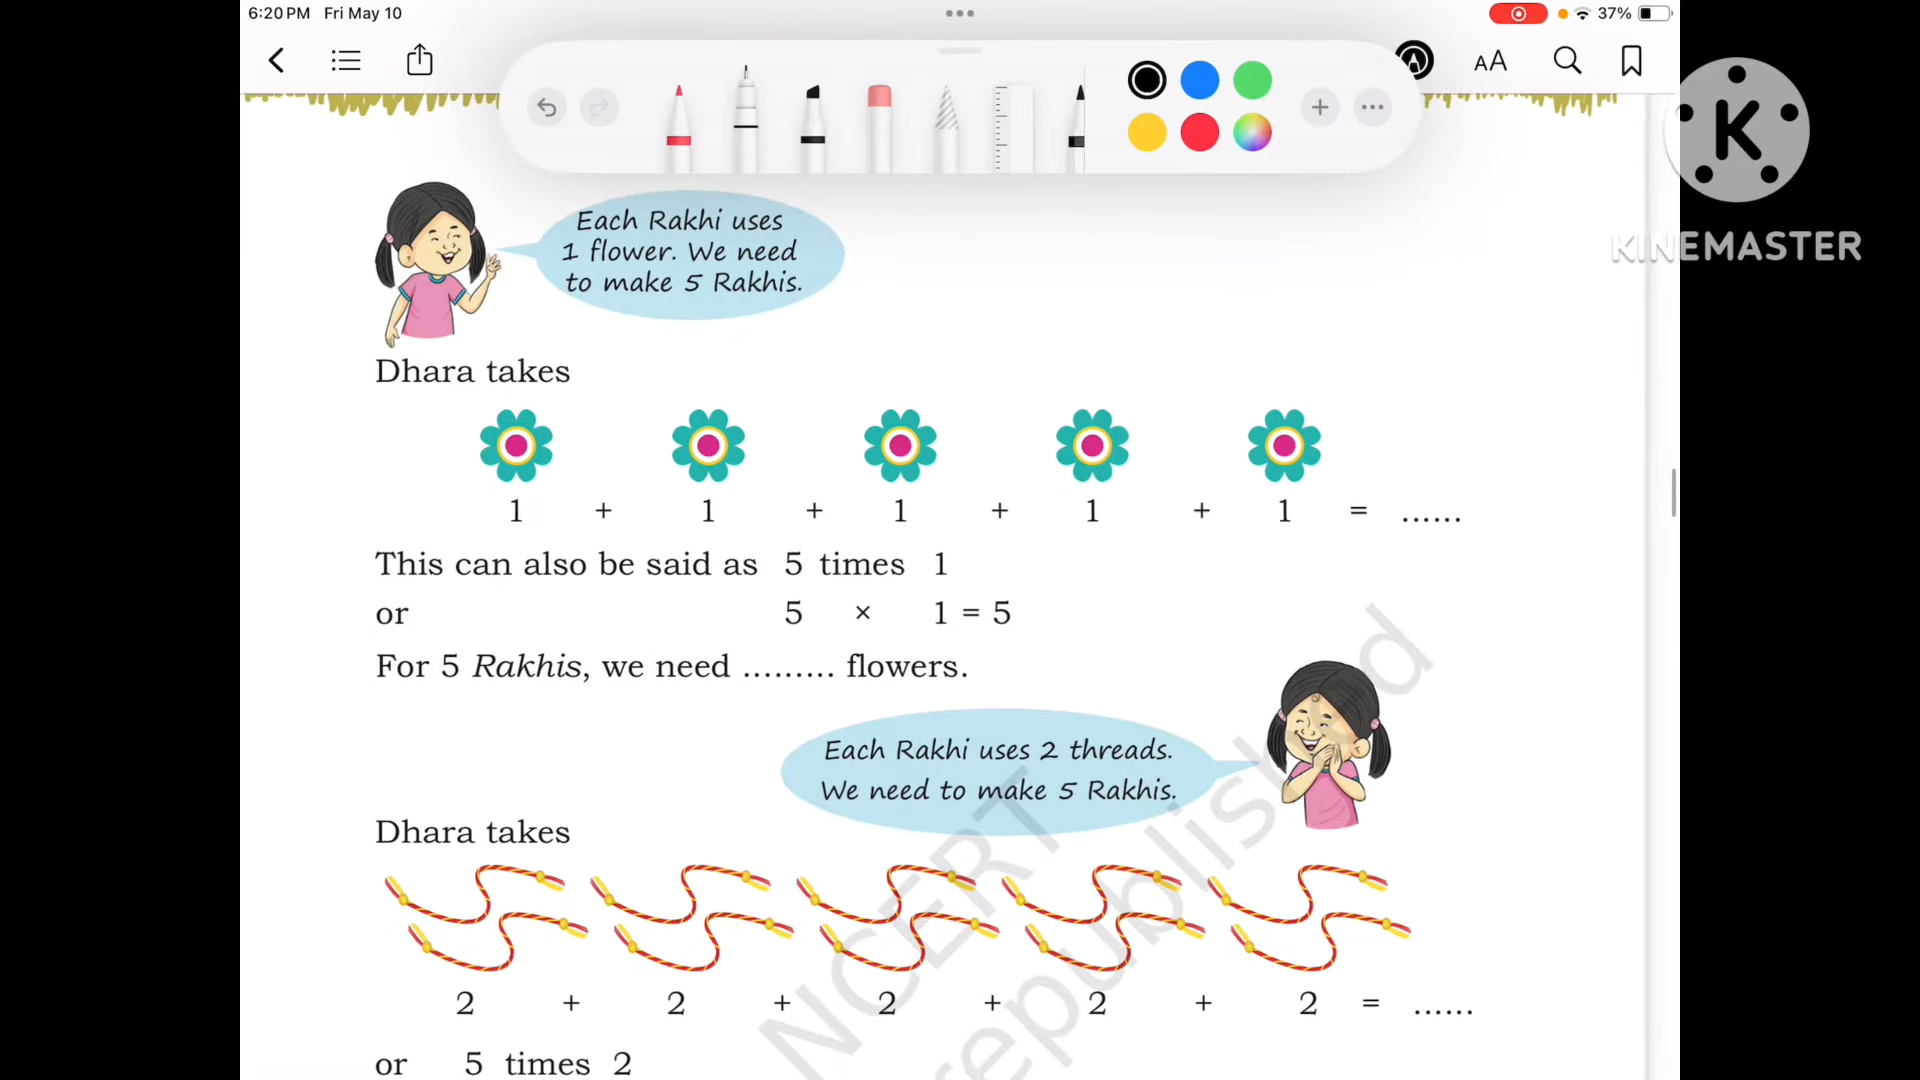 6:20 PM Fri May 10
37%
AA
K
KINEMASTER
Each Rakhi uses
1 flower. We need
to make 5 Rakhis.
Dhara takes
1 + 1 + 1 + 1 + 1 = ......
This can also be said as 5 times 1
or 5 × 1 = 5
For 5 Rakhis, we need ......... flowers.
Each Rakhi uses 2 threads.
We need to make 5 Rakhis.
Dhara takes
2 + 2 + 2 + 2 + 2 = ......
or 5 times 2
NCERT
republished